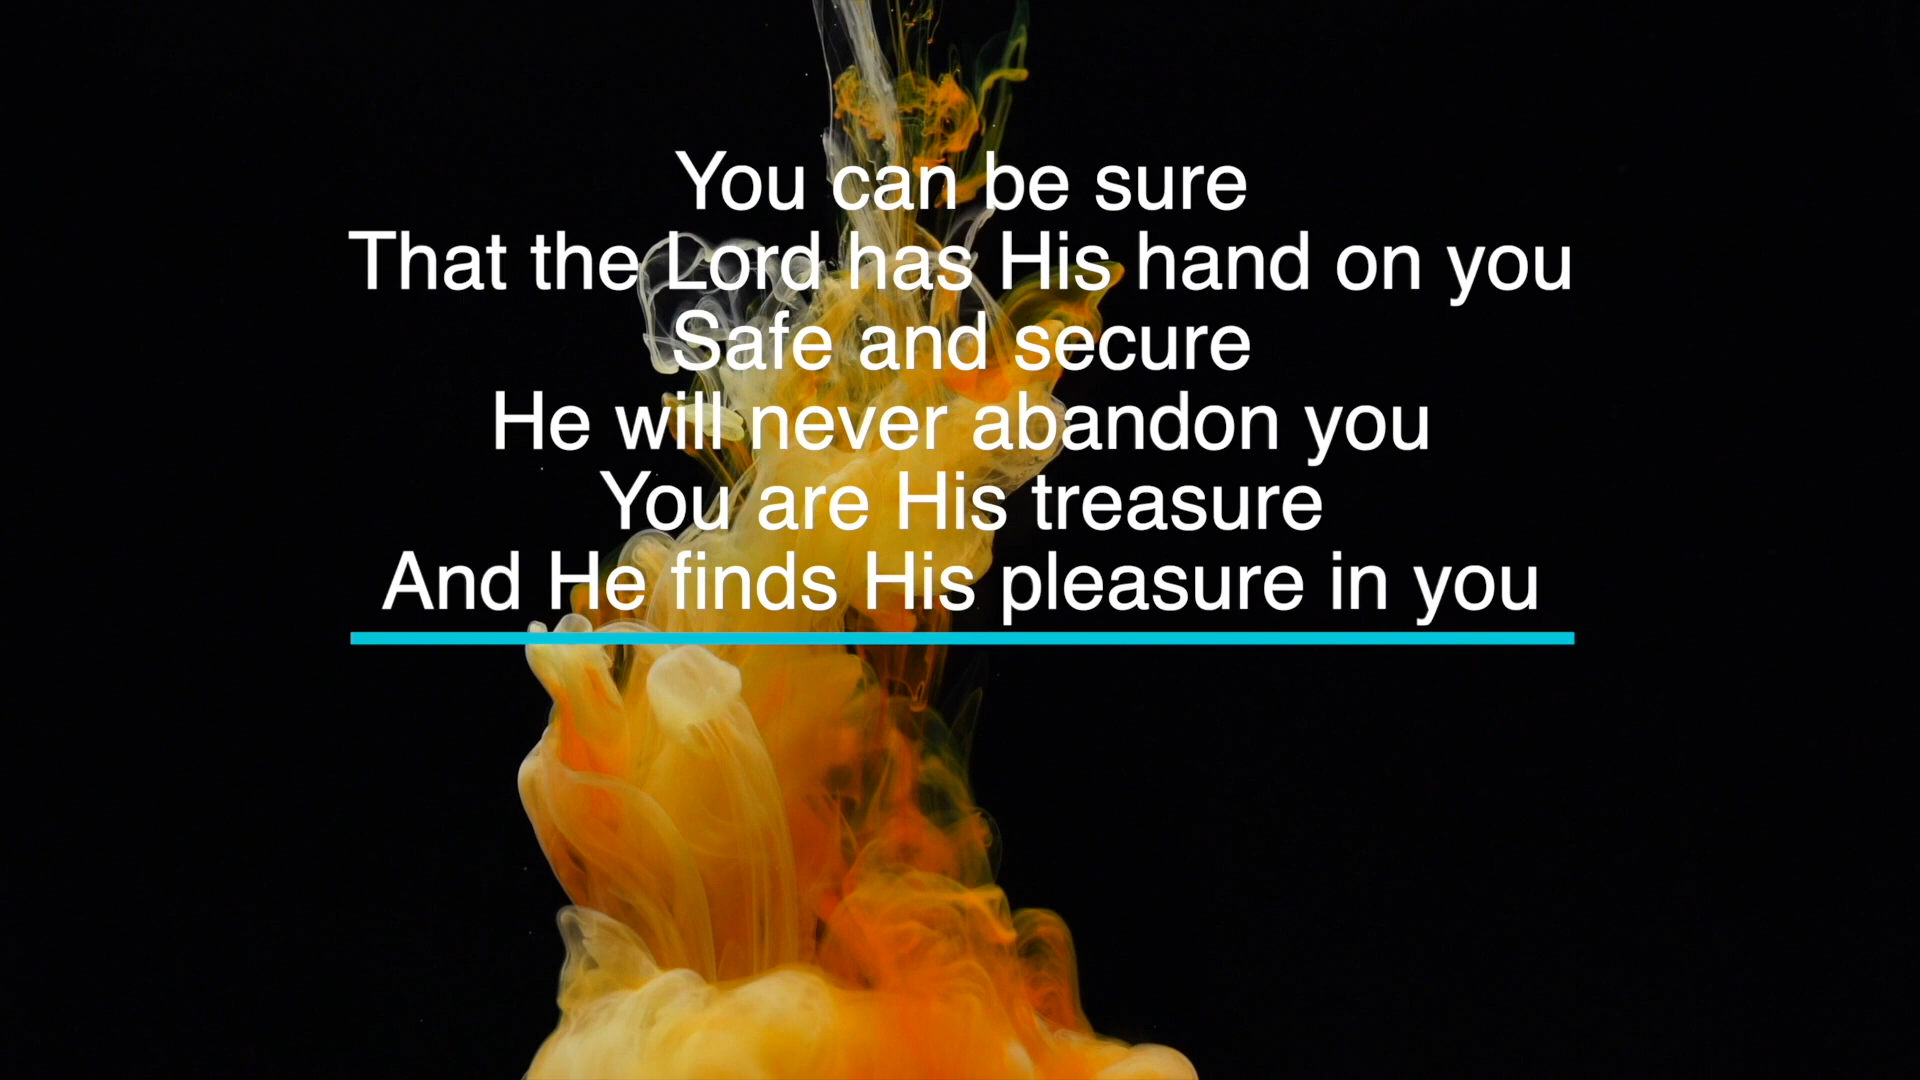 You can be sure
That the Lord has His hand on you
Safe and secure
He will never abandon you
You are His treasure
And He finds His pleasure in you